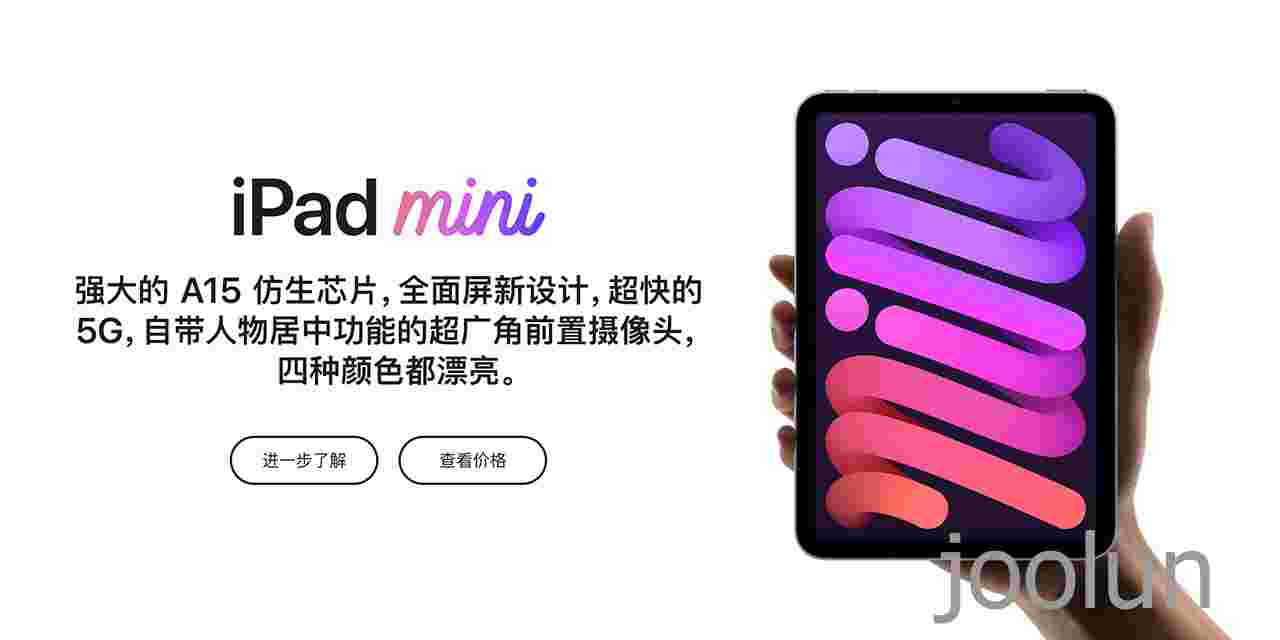 iPad mini
强大的 A15 仿生芯片, 全面屏新设计, 超快的
5G, 自带人物居中功能的超广角前置摄像头,
四种颜色都漂亮。
进一步了解
查看价格
joolun